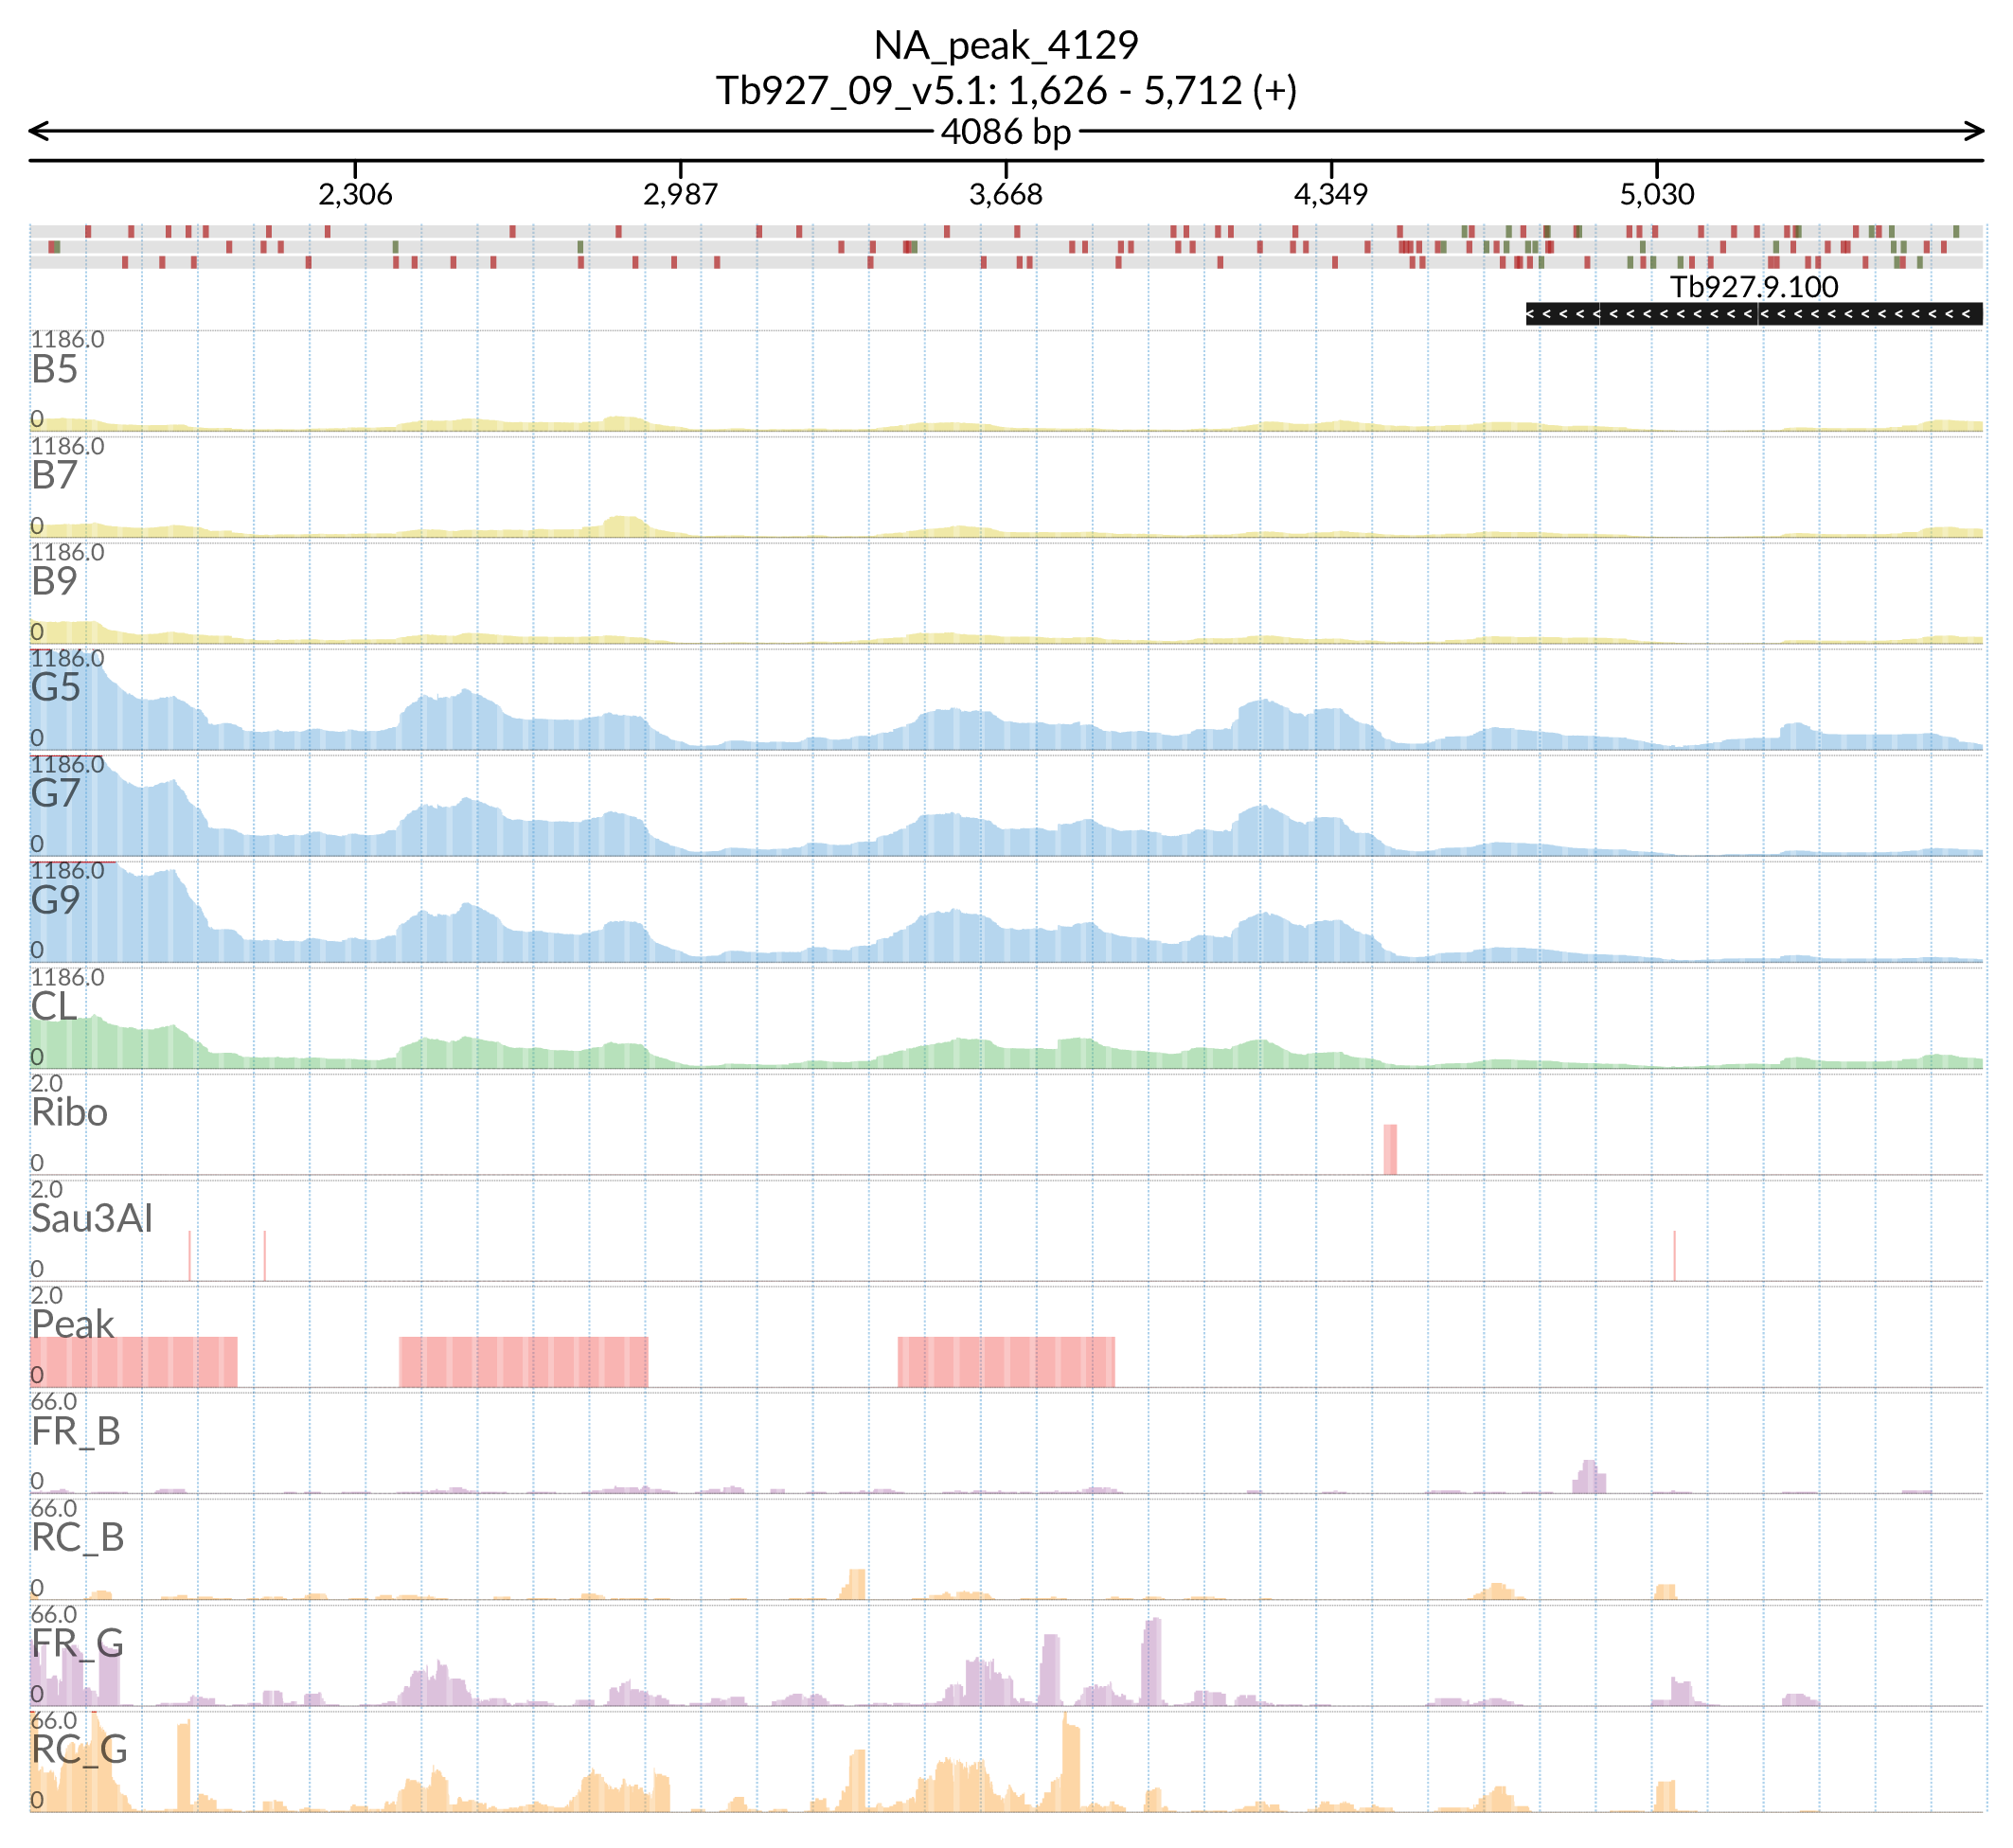 NA_peak_4129
Tb927_09_v5.1: 1,626 - 5,712 (+)
4086 bp
2,306 2,987 3,668 4,349 5,030
Tb927.9.100
1186.0
B5
0
1186.0
B7
0
1186.0
B9
0
1186.0
G5
0
1186.0
G7
0
1186.0
G9
0
1186.0
CL
0
2.0
Ribo
0
2.0
Sau3AI
0
2.0
Peak
0
66.0
FR_B
0
66.0
RC_B
0
66.0
FR_G
0
66.0
RC_G
0